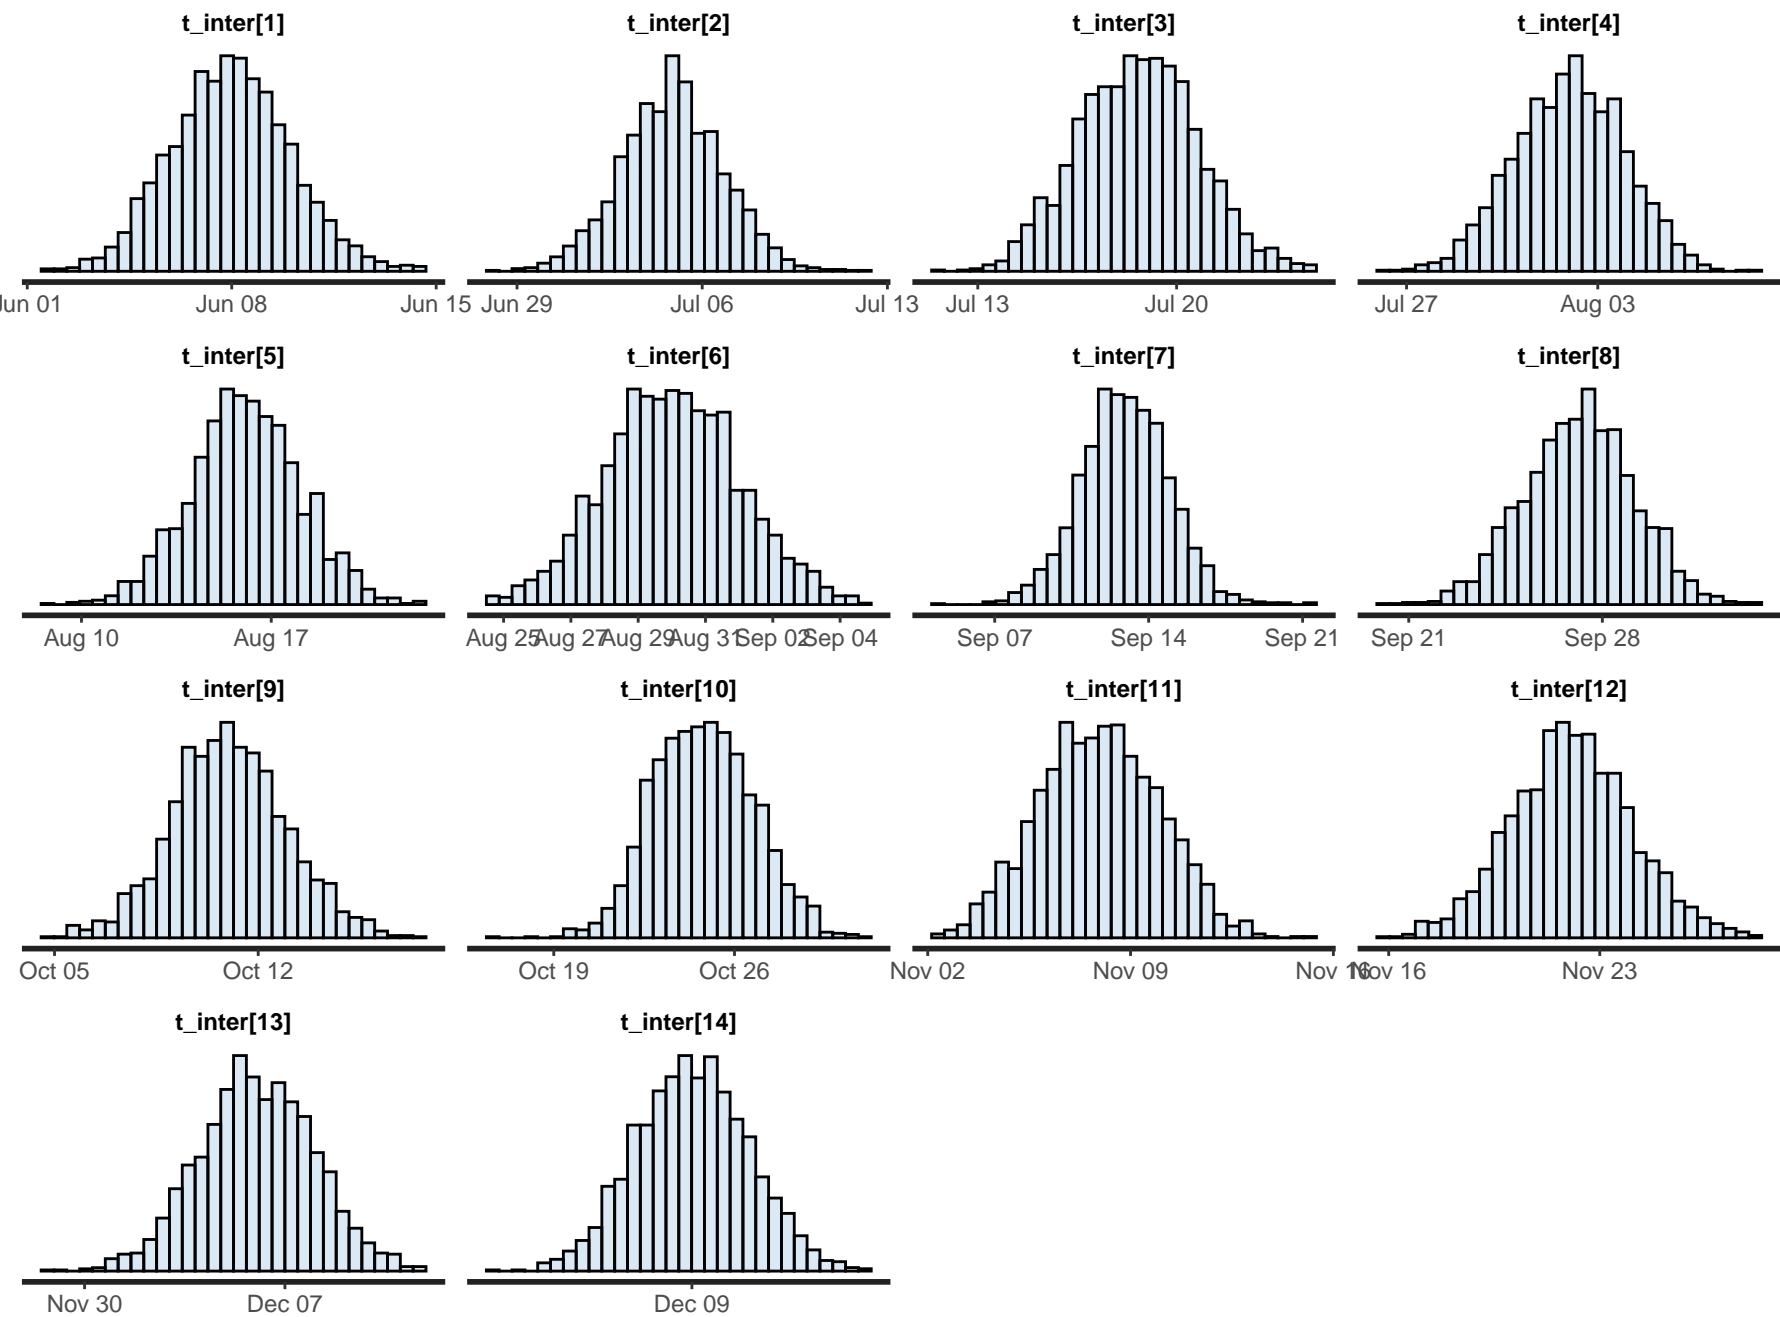 t_inter[1] t_inter[2] t_inter[3] t_inter[4]
Jun 01 Jun 08 Jun 15 Jun 29 Jul 06 Jul 13 Jul 13 Jul 20 Jul 27 Aug 03
t_inter[5] t_inter[6] t_inter[7] t_inter[8]
Aug 10 Aug 17 Aug 25 Aug 27 Aug 29 Aug 31 Sep 02 Sep 04 Sep 07 Sep 14 Sep 21 Sep 21 Sep 28
t_inter[9] t_inter[10] t_inter[11] t_inter[12]
Oct 05 Oct 12 Oct 19 Oct 26 Nov 02 Nov 09 Nov 16 Nov 16 Nov 23
t_inter[13] t_inter[14]
Nov 30 Dec 07 Dec 09